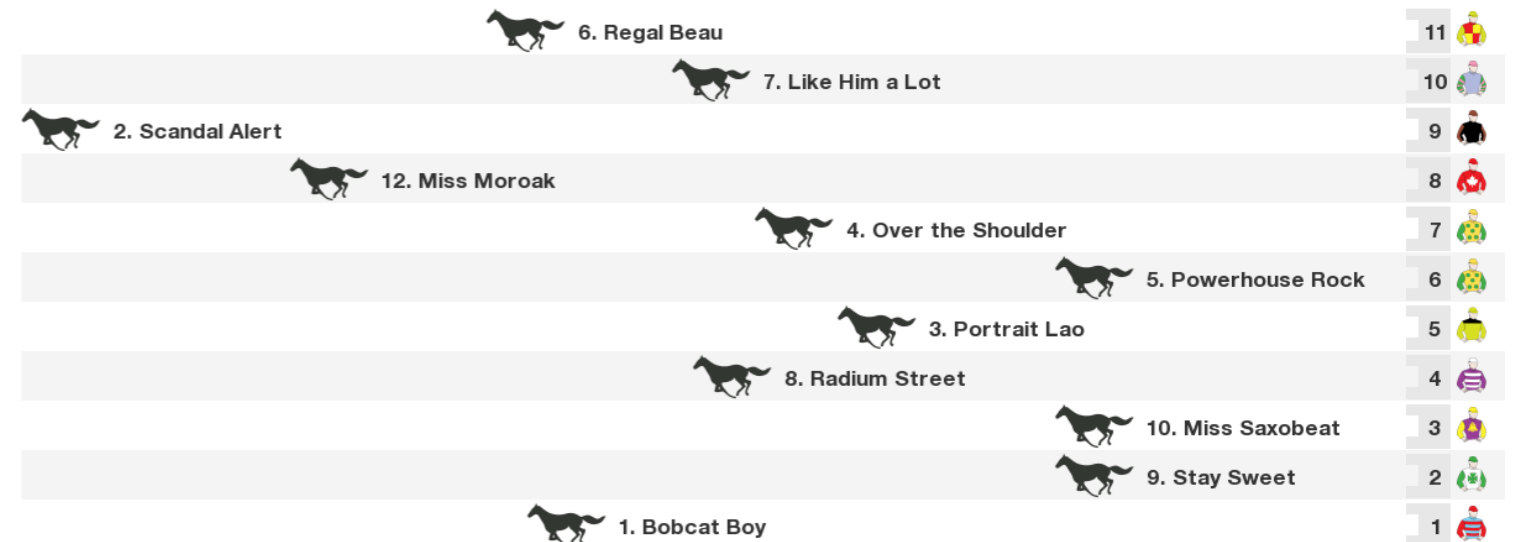 6. Regal Beau 11
7. Like Him a Lot 10
2. Scandal Alert 9
12. Miss Moroak 8
4. Over the Shoulder 7
5. Powerhouse Rock 6
3. Portrait Lao 5
8. Radium Street 4
10. Miss Saxobeat 3
9. Stay Sweet 2
1. Bobcat Boy 1